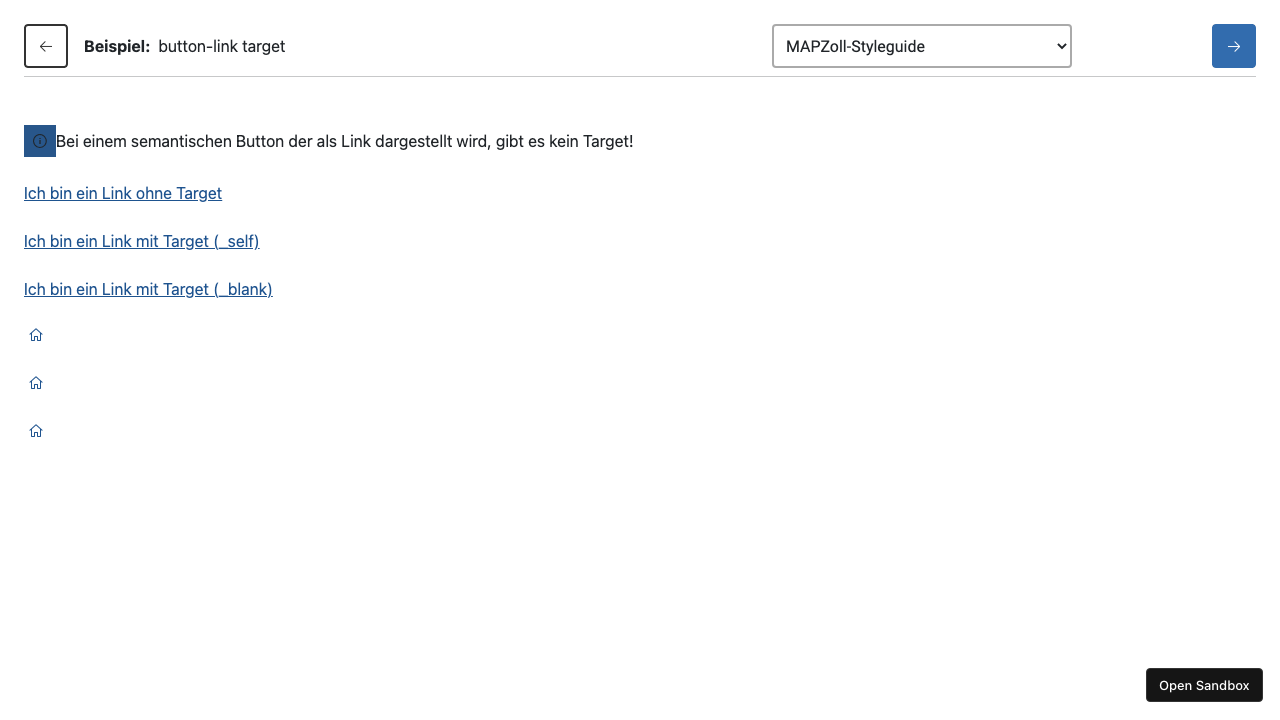 Beispiel: button-link target
MAPZoll-Styleguide
Bei einem semantischen Button der als Link dargestellt wird, gibt es kein Target!
Ich bin ein Link ohne Target
Ich bin ein Link mit Target (_self)
Ich bin ein Link mit Target (_blank)
Open Sandbox